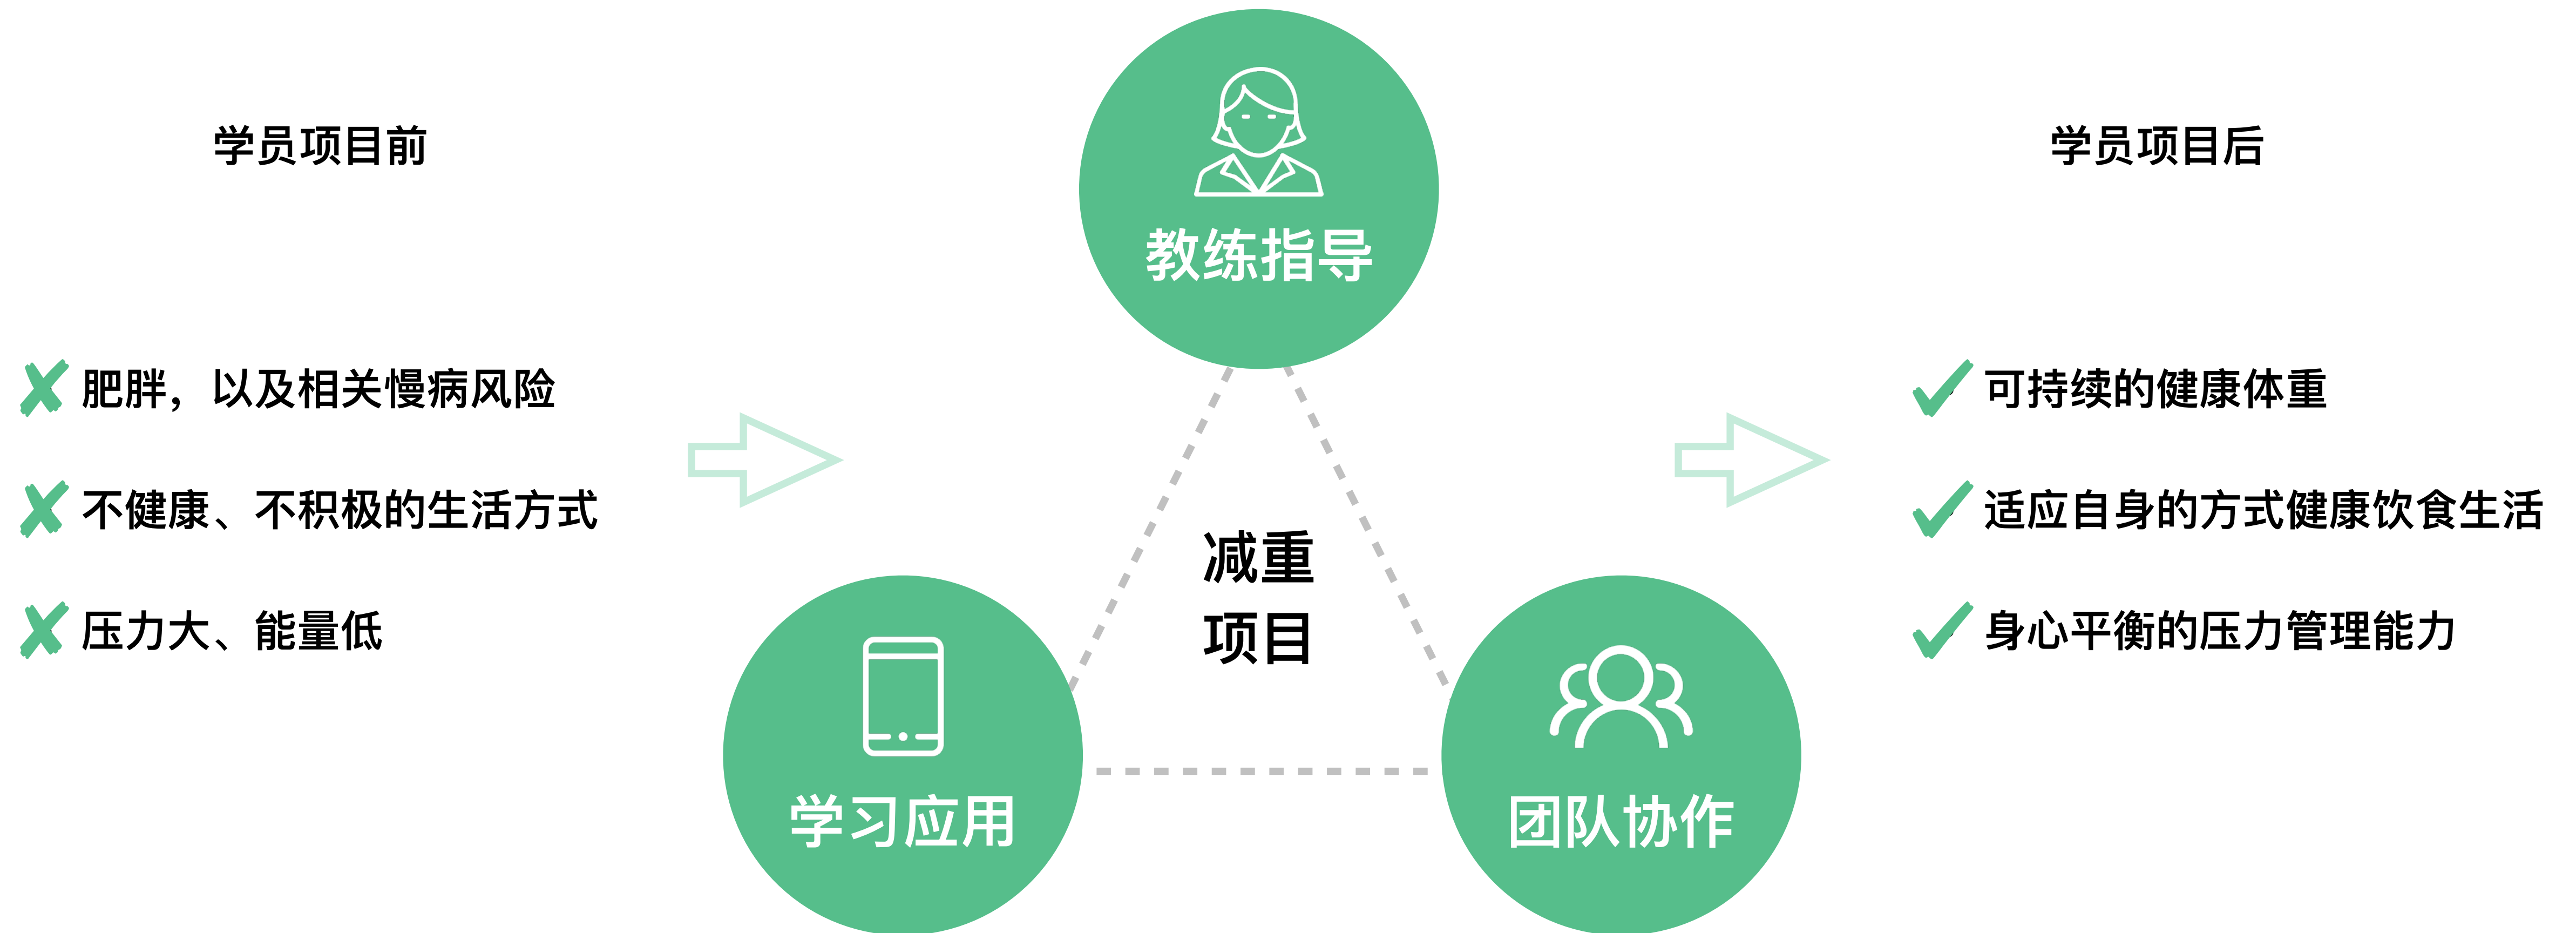 学员项目前
肥胖，以及相关慢病风险
不健康、不积极的生活方式
压力大、能量低
教练指导
减重
项目
学习应用
团队协作
学员项目后
可持续的健康体重
适应自身的方式健康饮食生活
身心平衡的压力管理能力